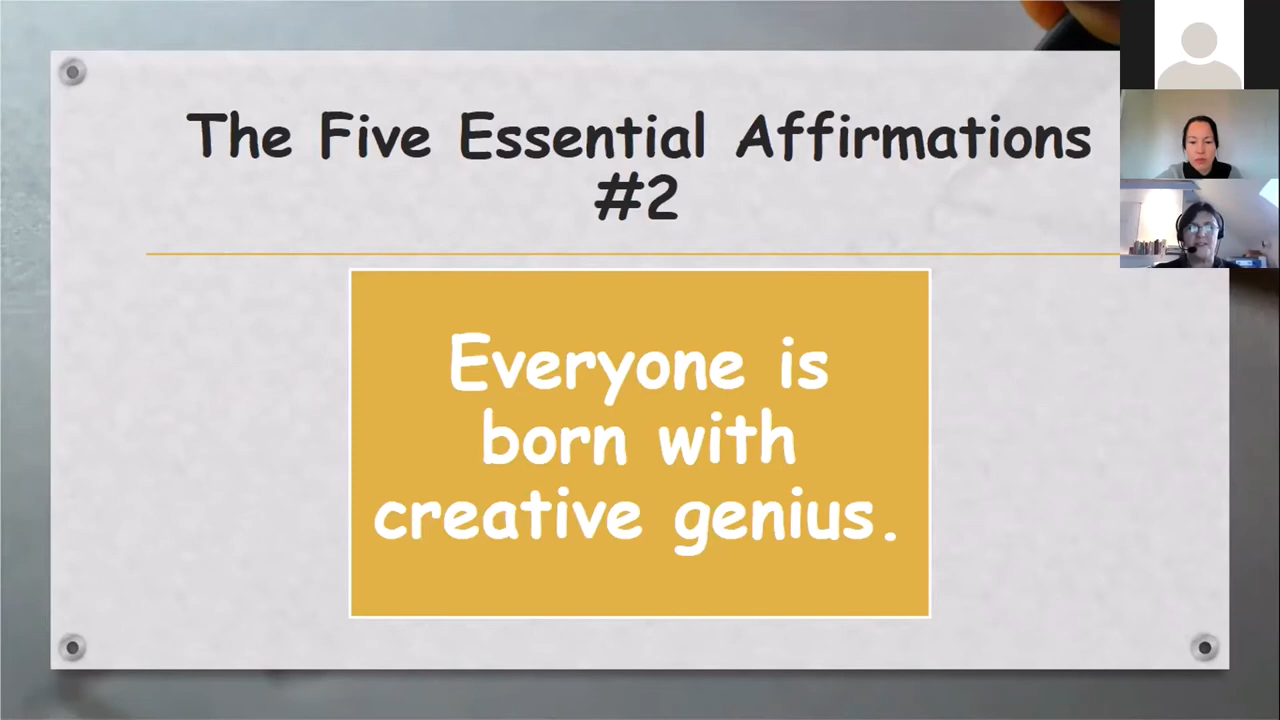 The Five Essential Affirmations
#2
Everyone is
born with
creative genius.